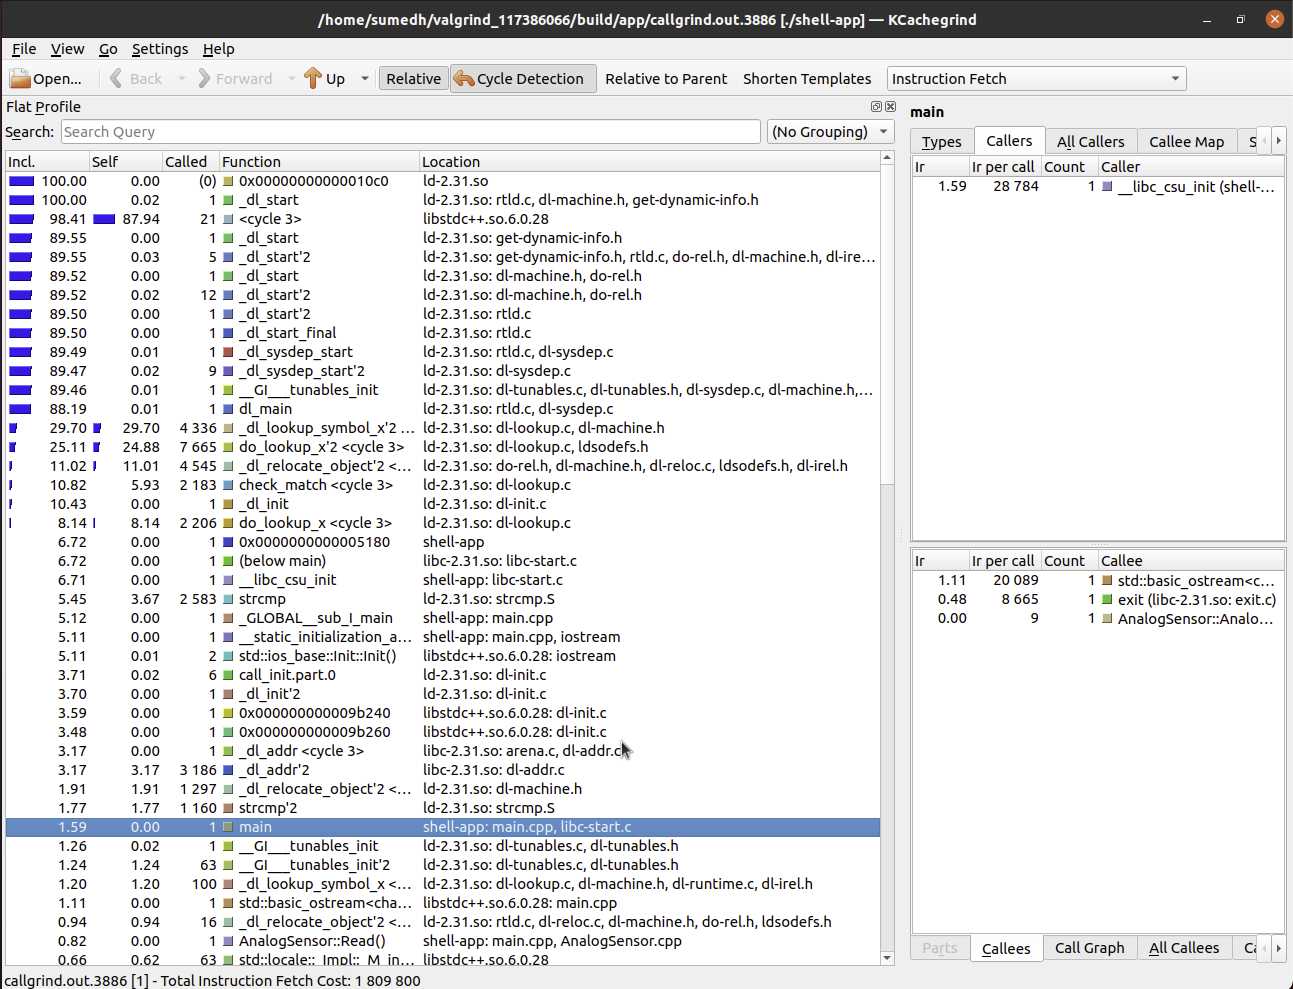 /home/sumedh/valgrind_117386066/build/app/callgrind.out.3886 [./shell-app] — KCachegrind
File View Go Settings Help
Open... Back Forward Up Relative Cycle Detection Relative to Parent Shorten Templates Instruction Fetch
Flat Profile
Search: Search Query (No Grouping)
Incl. Self Called Function Location
100.00 0.00 (0) 0x00000000000010c0 ld-2.31.so
100.00 0.02 1 _dl_start ld-2.31.so: rtld.c, dl-machine.h, get-dynamic-info.h
98.41 87.94 21 <cycle 3> libstdc++.so.6.0.28
89.55 0.00 1 _dl_start ld-2.31.so: get-dynamic-info.h
89.55 0.03 5 _dl_start'2 ld-2.31.so: get-dynamic-info.h, rtld.c, do-rel.h, dl-machine.h, dl-ire...
89.52 0.00 1 _dl_start ld-2.31.so: dl-machine.h, do-rel.h
89.52 0.02 12 _dl_start'2 ld-2.31.so: dl-machine.h, do-rel.h
89.50 0.00 1 _dl_start'2 ld-2.31.so: rtld.c
89.50 0.00 1 _dl_start_final ld-2.31.so: rtld.c
89.49 0.01 1 _dl_sysdep_start ld-2.31.so: rtld.c, dl-sysdep.c
89.47 0.02 9 _dl_sysdep_start'2 ld-2.31.so: dl-sysdep.c
89.46 0.01 1 __GI___tunables_init ld-2.31.so: dl-tunables.c, dl-tunables.h, dl-sysdep.c, dl-machine.h,...
88.19 0.01 1 dl_main ld-2.31.so: rtld.c, dl-sysdep.c
29.70 29.70 4 336 _dl_lookup_symbol_x'2 ... ld-2.31.so: dl-lookup.c, dl-machine.h
25.11 24.88 7 665 do_lookup_x'2 <cycle 3> ld-2.31.so: dl-lookup.c, ldsodefs.h
11.02 11.01 4 545 _dl_relocate_object'2 <... ld-2.31.so: do-rel.h, dl-machine.h, dl-reloc.c, ldsodefs.h, dl-irel.h
10.82 5.93 2 183 check_match <cycle 3> ld-2.31.so: dl-lookup.c
10.43 0.00 1 _dl_init ld-2.31.so: dl-init.c
8.14 8.14 2 206 do_lookup_x <cycle 3> ld-2.31.so: dl-lookup.c
6.72 0.00 1 0x0000000000005180 shell-app
6.72 0.00 1 (below main) libc-2.31.so: libc-start.c
6.71 0.00 1 __libc_csu_init shell-app: libc-start.c
5.45 3.67 2 583 strcmp ld-2.31.so: strcmp.S
5.12 0.00 1 _GLOBAL__sub_I_main shell-app: main.cpp
5.11 0.00 1 __static_initialization_a... shell-app: main.cpp, iostream
5.11 0.01 2 std::ios_base::Init::Init() libstdc++.so.6.0.28: iostream
3.71 0.02 6 call_init.part.0 ld-2.31.so: dl-init.c
3.70 0.00 1 _dl_init'2 ld-2.31.so: dl-init.c
3.59 0.00 1 0x000000000009b240 libstdc++.so.6.0.28: dl-init.c
3.48 0.00 1 0x000000000009b260 libstdc++.so.6.0.28: dl-init.c
3.17 0.00 1 _dl_addr <cycle 3> libc-2.31.so: arena.c, dl-addr.c
3.17 3.17 3 186 _dl_addr'2 libc-2.31.so: dl-addr.c
1.91 1.91 1 297 _dl_relocate_object'2 <... ld-2.31.so: dl-machine.h
1.77 1.77 1 160 strcmp'2 ld-2.31.so: strcmp.S
1.59 0.00 1 main shell-app: main.cpp, libc-start.c
1.26 0.02 1 __GI___tunables_init ld-2.31.so: dl-tunables.c, dl-tunables.h
1.24 1.24 63 __GI___tunables_init'2 ld-2.31.so: dl-tunables.c, dl-tunables.h
1.20 1.20 100 _dl_lookup_symbol_x <... ld-2.31.so: dl-lookup.c, dl-machine.h, dl-runtime.c, dl-irel.h
1.11 0.00 1 std::basic_ostream<cha... libstdc++.so.6.0.28: main.cpp
0.94 0.94 16 _dl_relocate_object'2 <... ld-2.31.so: rtld.c, dl-reloc.c, dl-machine.h, do-rel.h, ldsodefs.h
0.82 0.00 1 AnalogSensor::Read() shell-app: main.cpp, AnalogSensor.cpp
0.66 0.62 63 std::locale::_Impl::_M_in... libstdc++.so.6.0.28
main
Types Callers All Callers Callee Map S
Ir Ir per call Count Caller
1.59 28 784 1 __libc_csu_init (shell-...
Ir Ir per call Count Callee
1.11 20 089 1 std::basic_ostream<c...
0.48 8 665 1 exit (libc-2.31.so: exit.c)
0.00 9 1 AnalogSensor::Analo...
Parts Callees Call Graph All Callees Ca
callgrind.out.3886 [1] - Total Instruction Fetch Cost: 1 809 800